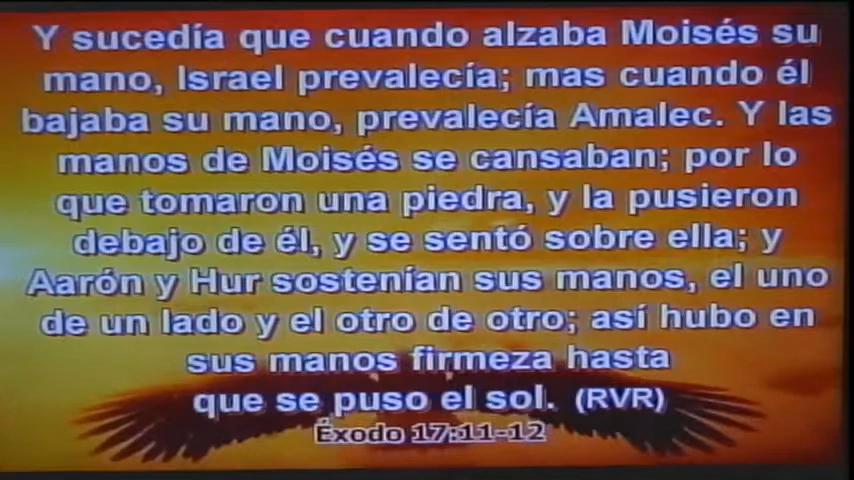 Y sucedía que cuando alzaba Moisés su
mano, Israel prevalecía; mas cuando él
bajaba su mano, prevalecía Amalec. Y las
manos de Moisés se cansaban; por lo
que tomaron una piedra, y la pusieron
debajo de él, y se sentó sobre ella; y
Aarón y Hur sostenían sus manos, el uno
de un lado y el otro de otro; así hubo en
sus manos firmeza hasta
que se puso el sol. (RVR)
Éxodo 17:11-12